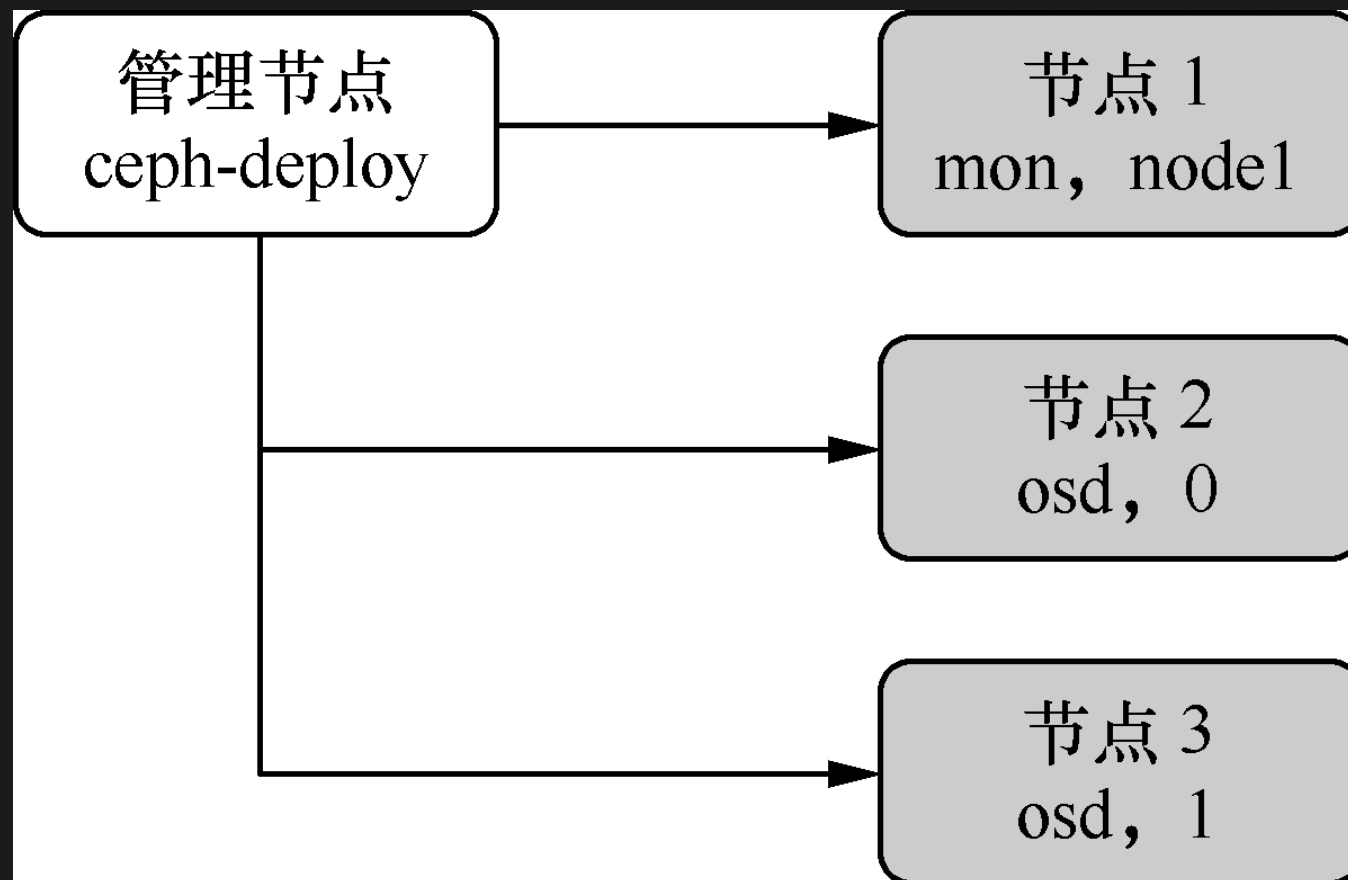 管理节点
ceph-deploy
节点 1
mon，node1
节点 2
osd，0
节点 3
osd，1